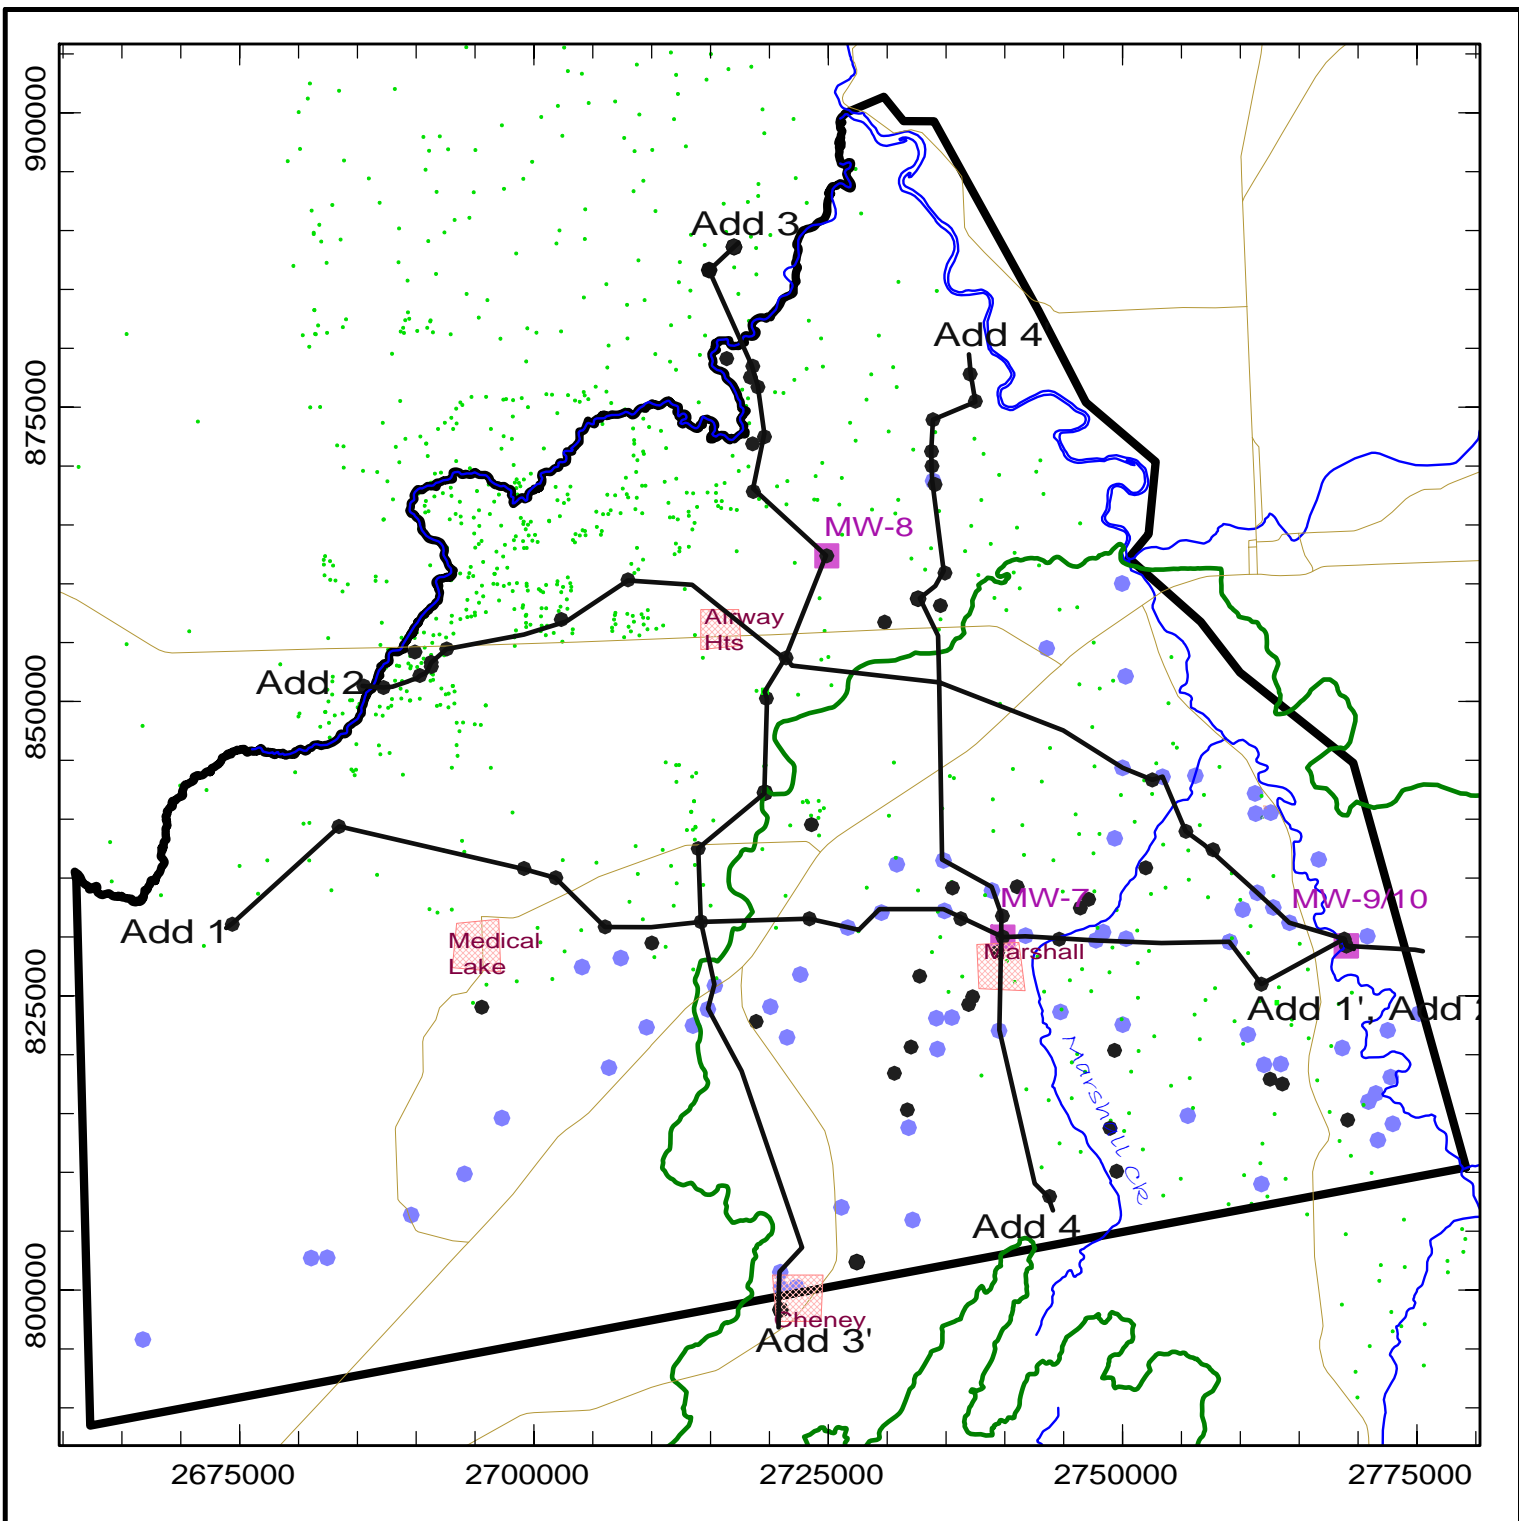 900000
875000
850000
825000
800000
Add 3
Add 4
MW-8
Airway
Hts
Add 2
MW-7
MW-9/10
Add 1
Medical
Lake
Marshall
Add 1', Add 2
Marshall Ck
Add 4
Cheney
Add 3'
2675000
2700000
2725000
2750000
2775000